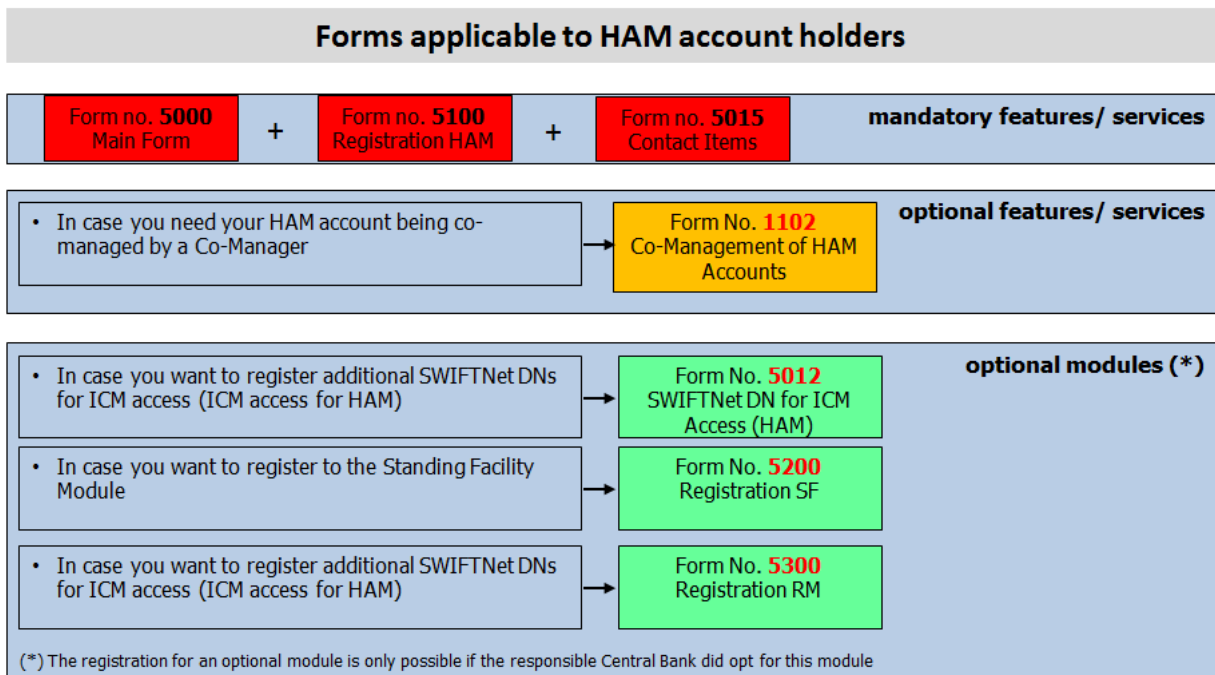 Forms applicable to HAM account holders
Form no. 5000
Main Form
+
Form no. 5100
Registration HAM
+
Form no. 5015
Contact Items
mandatory features/ services
• In case you need your HAM account being co-
managed by a Co-Manager
Form No. 1102
Co-Management of HAM
Accounts
optional features/ services
optional modules (*)
• In case you want to register additional SWIFTNet DNs
for ICM access (ICM access for HAM)
Form No. 5012
SWIFTNet DN for ICM
Access (HAM)
• In case you want to register to the Standing Facility
Module
Form No. 5200
Registration SF
• In case you want to register additional SWIFTNet DNs
for ICM access (ICM access for HAM)
Form No. 5300
Registration RM
(*) The registration for an optional module is only possible if the responsible Central Bank did opt for this module